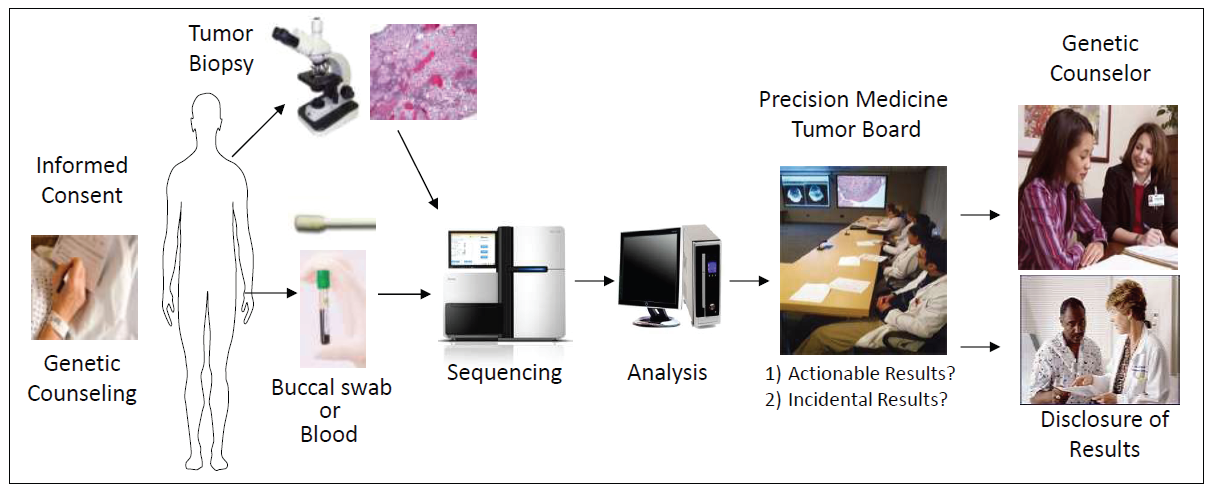 Informed
Consent
Genetic
Counseling
Tumor
Biopsy
Buccal swab
or
Blood
Sequencing
Analysis
Precision Medicine
Tumor Board
1) Actionable Results?
2) Incidental Results?
Genetic
Counselor
Disclosure of
Results